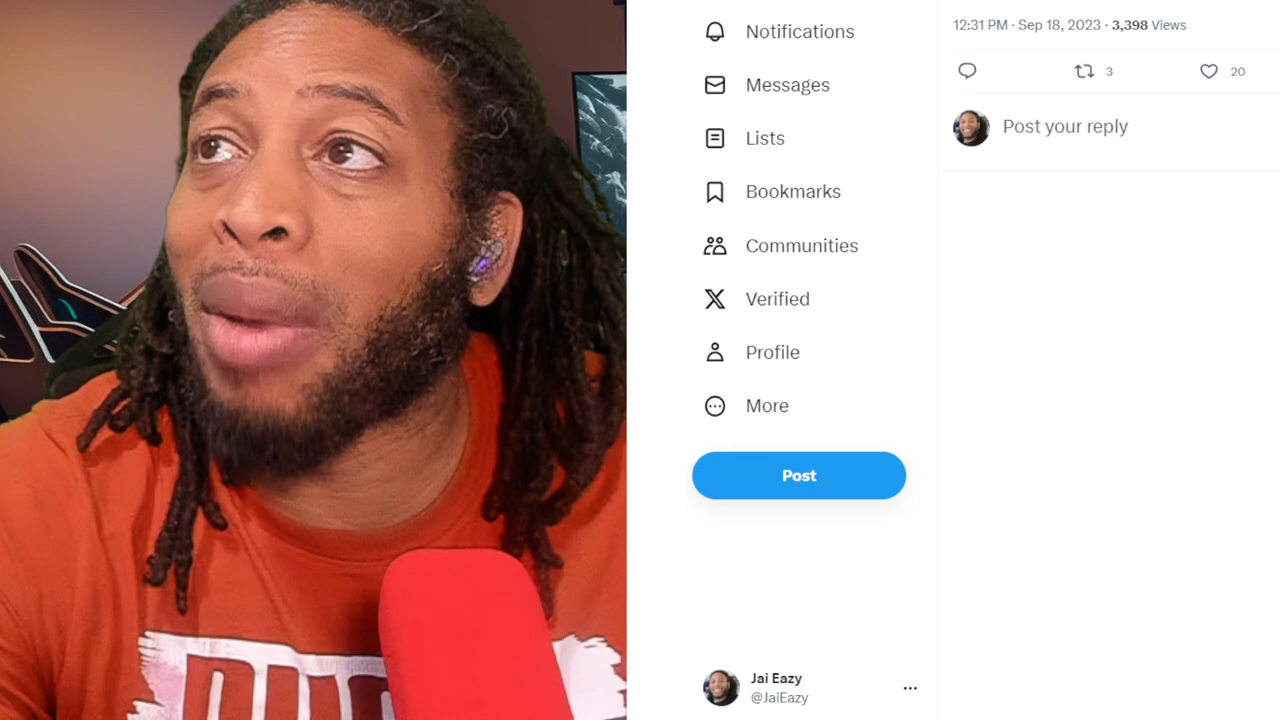 Notifications
Messages
Lists
Bookmarks
Communities
Verified
Profile
More
Post
Jai Eazy
@JaiEazy
12:31 PM · Sep 18, 2023 · 3,398 Views
3 20
Post your reply